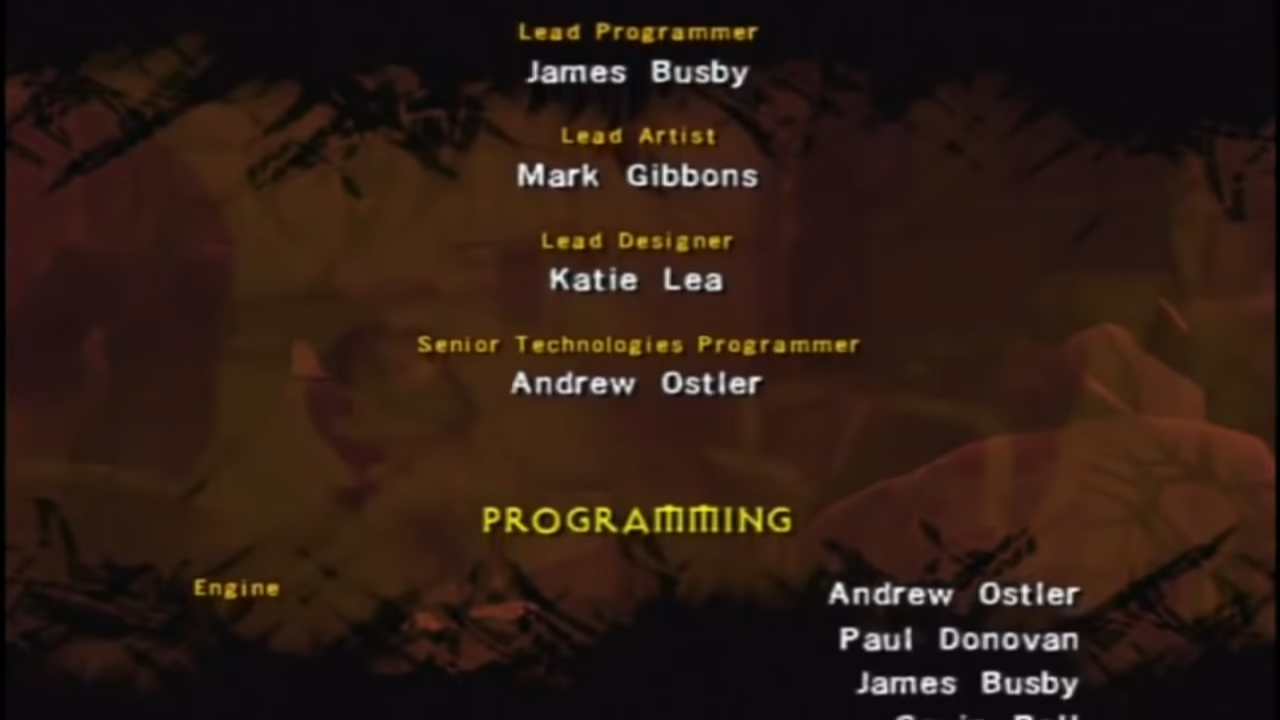 Lead Programmer
James Busby
Lead Artist
Mark Gibbons
Lead Designer
Katie Lea
Senior Technologies Programmer
Andrew Ostler
PROGRAMMING
Engine
Andrew Ostler
Paul Donovan
James Busby